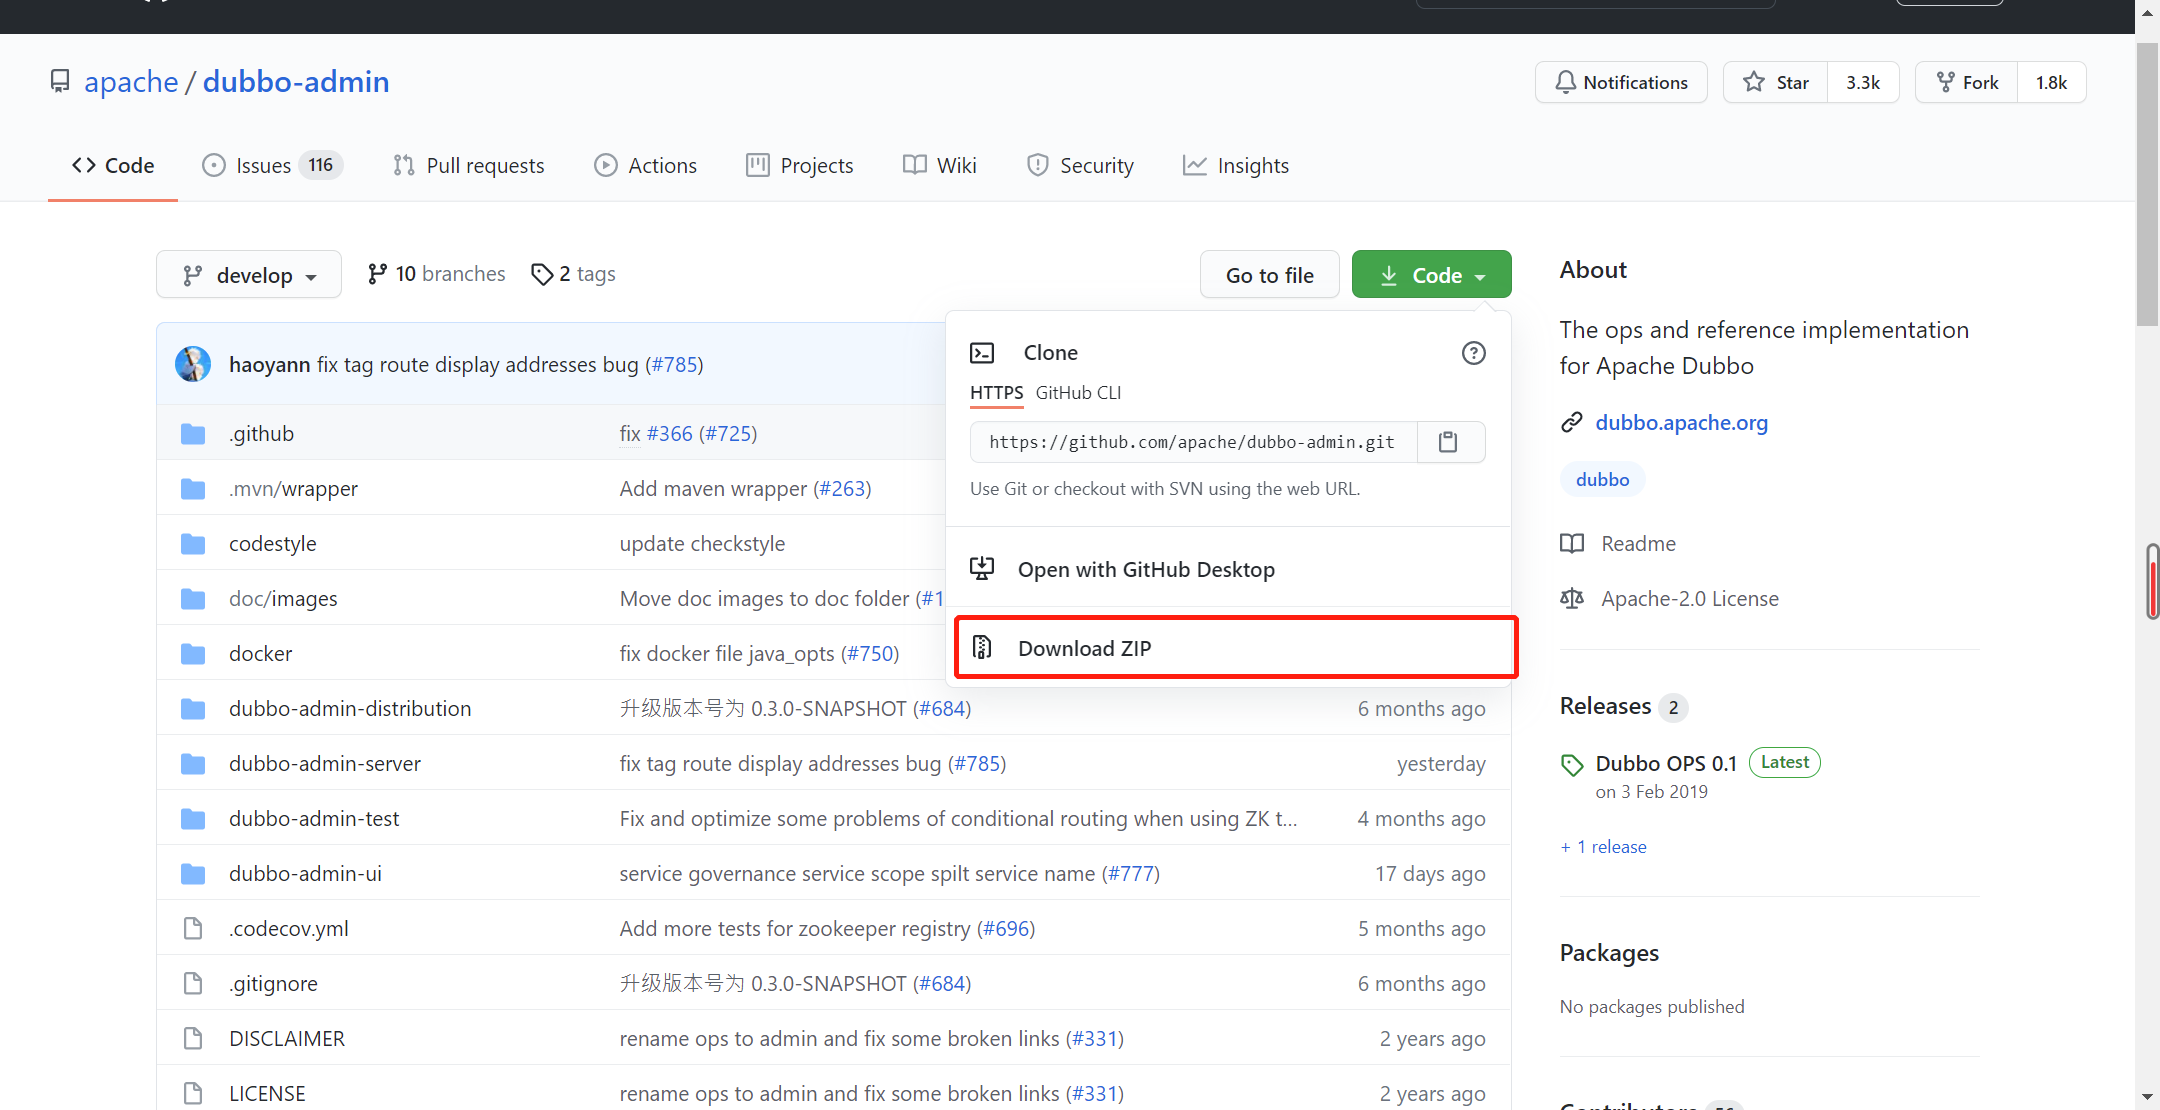 apache / dubbo-admin
Notifications
Star 3.3k
Fork 1.8k
Code
Issues 116
Pull requests
Actions
Projects
Wiki
Security
Insights
develop
10 branches
2 tags
Go to file
Code
haoyann fix tag route display addresses bug (#785)
.github fix #366 (#725)
.mvn/wrapper Add maven wrapper (#263)
codestyle update checkstyle
doc/images Move doc images to doc folder (#1
docker fix docker file java_opts (#750)
dubbo-admin-distribution 升级版本号为 0.3.0-SNAPSHOT (#684) 6 months ago
dubbo-admin-server fix tag route display addresses bug (#785) yesterday
dubbo-admin-test Fix and optimize some problems of conditional routing when using ZK t... 4 months ago
dubbo-admin-ui service governance service scope spilt service name (#777) 17 days ago
.codecov.yml Add more tests for zookeeper registry (#696) 5 months ago
.gitignore 升级版本号为 0.3.0-SNAPSHOT (#684) 6 months ago
DISCLAIMER rename ops to admin and fix some broken links (#331) 2 years ago
LICENSE rename ops to admin and fix some broken links (#331) 2 years ago
Clone
HTTPS GitHub CLI
https://github.com/apache/dubbo-admin.git
Use Git or checkout with SVN using the web URL.
Open with GitHub Desktop
Download ZIP
About
The ops and reference implementation
for Apache Dubbo
dubbo.apache.org
dubbo
Readme
Apache-2.0 License
Releases 2
Dubbo OPS 0.1 Latest
on 3 Feb 2019
+ 1 release
Packages
No packages published
Contributors 56